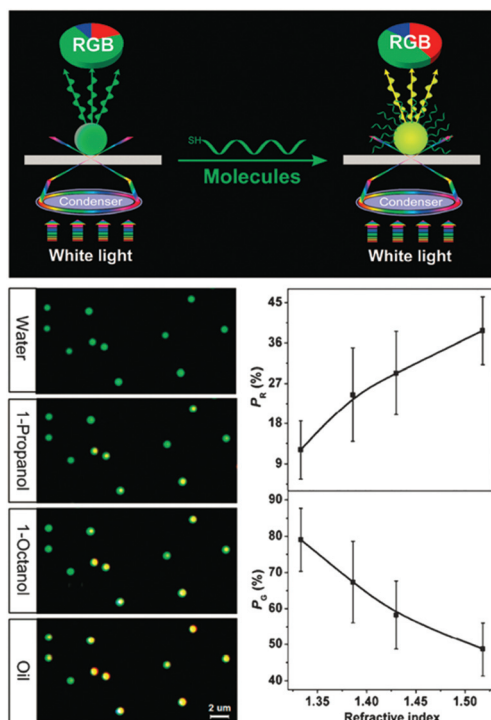 RGB
RGB
SH
Molecules
Condenser
Condenser
White light
White light
Water
1-Propanol
1-Octanol
Oil
2 um
45
36
27
18
9
P_R (%)
90
80
70
60
50
40
P_G (%)
1.35
1.40
1.45
1.50
Refractive index